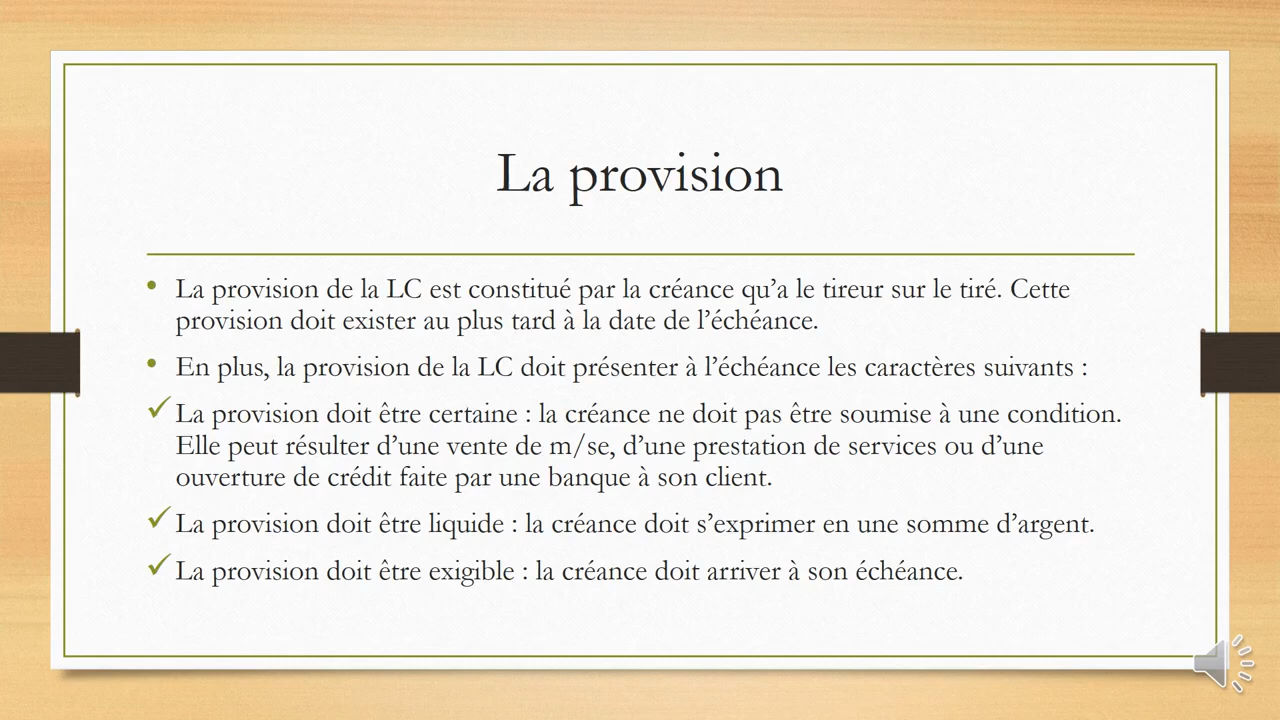 La provision
• La provision de la LC est constitué par la créance qu’a le tireur sur le tiré. Cette
provision doit exister au plus tard à la date de l’échéance.
• En plus, la provision de la LC doit présenter à l’échéance les caractères suivants :
✓ La provision doit être certaine : la créance ne doit pas être soumise à une condition.
Elle peut résulter d’une vente de m/se, d’une prestation de services ou d’une
ouverture de crédit faite par une banque à son client.
✓ La provision doit être liquide : la créance doit s’exprimer en une somme d’argent.
✓ La provision doit être exigible : la créance doit arriver à son échéance.